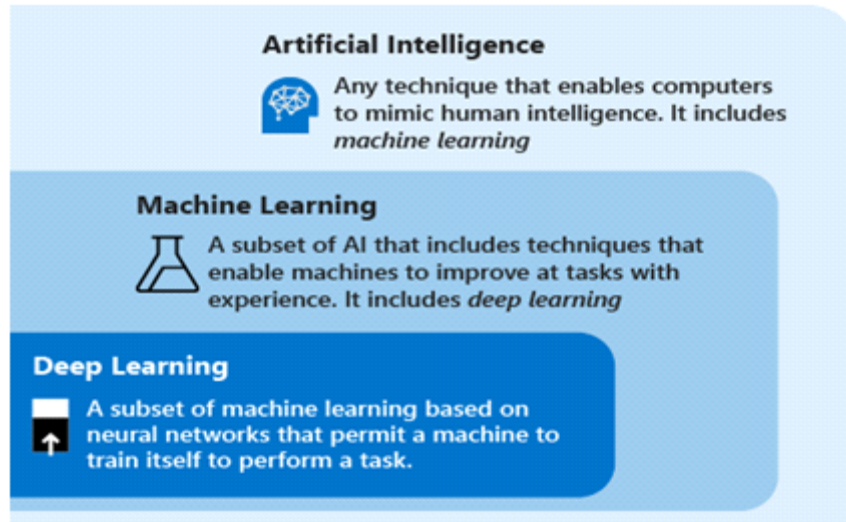 Artificial Intelligence
Any technique that enables computers
to mimic human intelligence. It includes
machine learning
Machine Learning
A subset of AI that includes techniques that
enable machines to improve at tasks with
experience. It includes deep learning
Deep Learning
A subset of machine learning based on
neural networks that permit a machine to
train itself to perform a task.